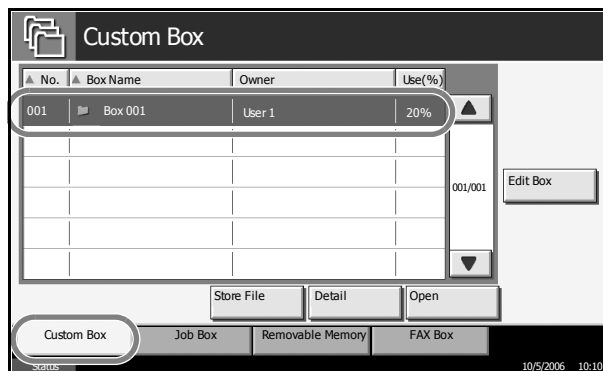 Custom Box
▲ No. ▲ Box Name Owner Use(%)
001 Box 001 User 1 20%
001/001
Edit Box
Store File Detail Open
Custom Box Job Box Removable Memory FAX Box
Status 10/5/2006 10:10